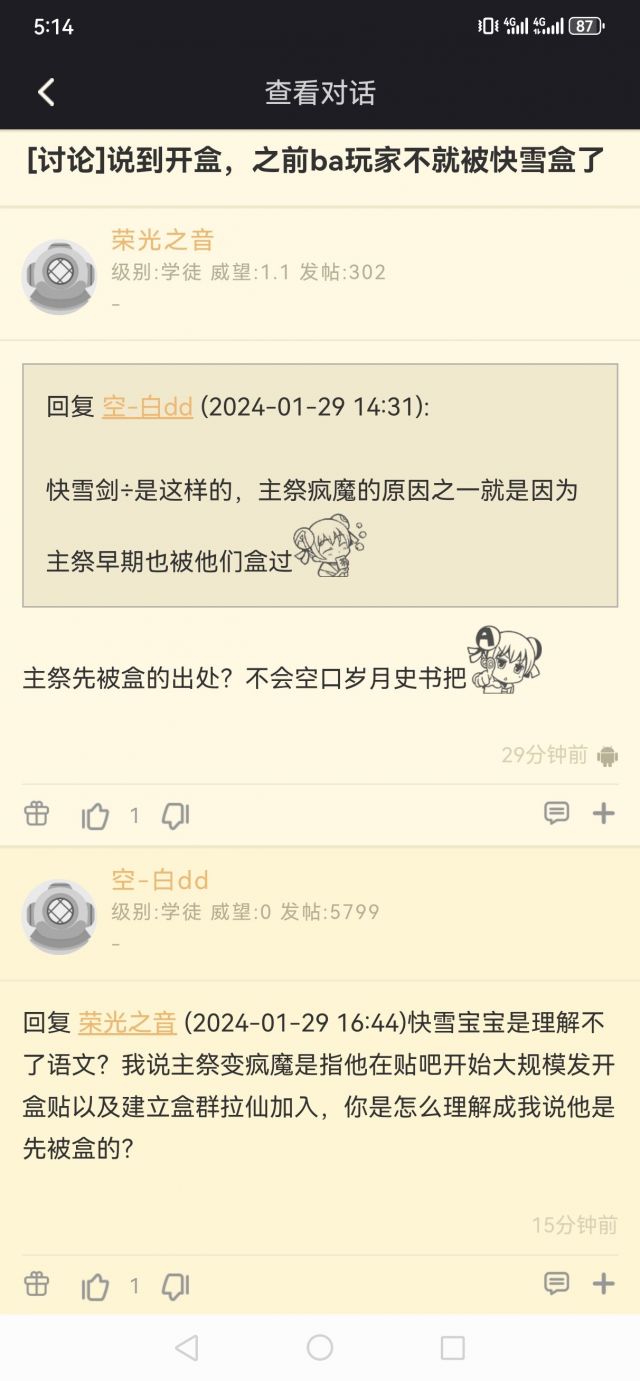 5:14
4G 4G 87
查看对话
[讨论]说到开盒，之前ba玩家不就被快雪盒了
荣光之音
级别:学徒 威望:1.1 发帖:302
-
回复 空-白dd (2024-01-29 14:31):
快雪剑÷是这样的，主祭疯魔的原因之一就是因为
主祭早期也被他们盒过
主祭先被盒的出处？不会空口岁月史书把
A
29分钟前
1
空-白dd
级别:学徒 威望:0 发帖:5799
-
回复 荣光之音 (2024-01-29 16:44)快雪宝宝是理解不
了语文？我说主祭变疯魔是指他在贴吧开始大规模发开
盒贴以及建立盒群拉仙加入，你是怎么理解成我说他是
先被盒的？
15分钟前
1